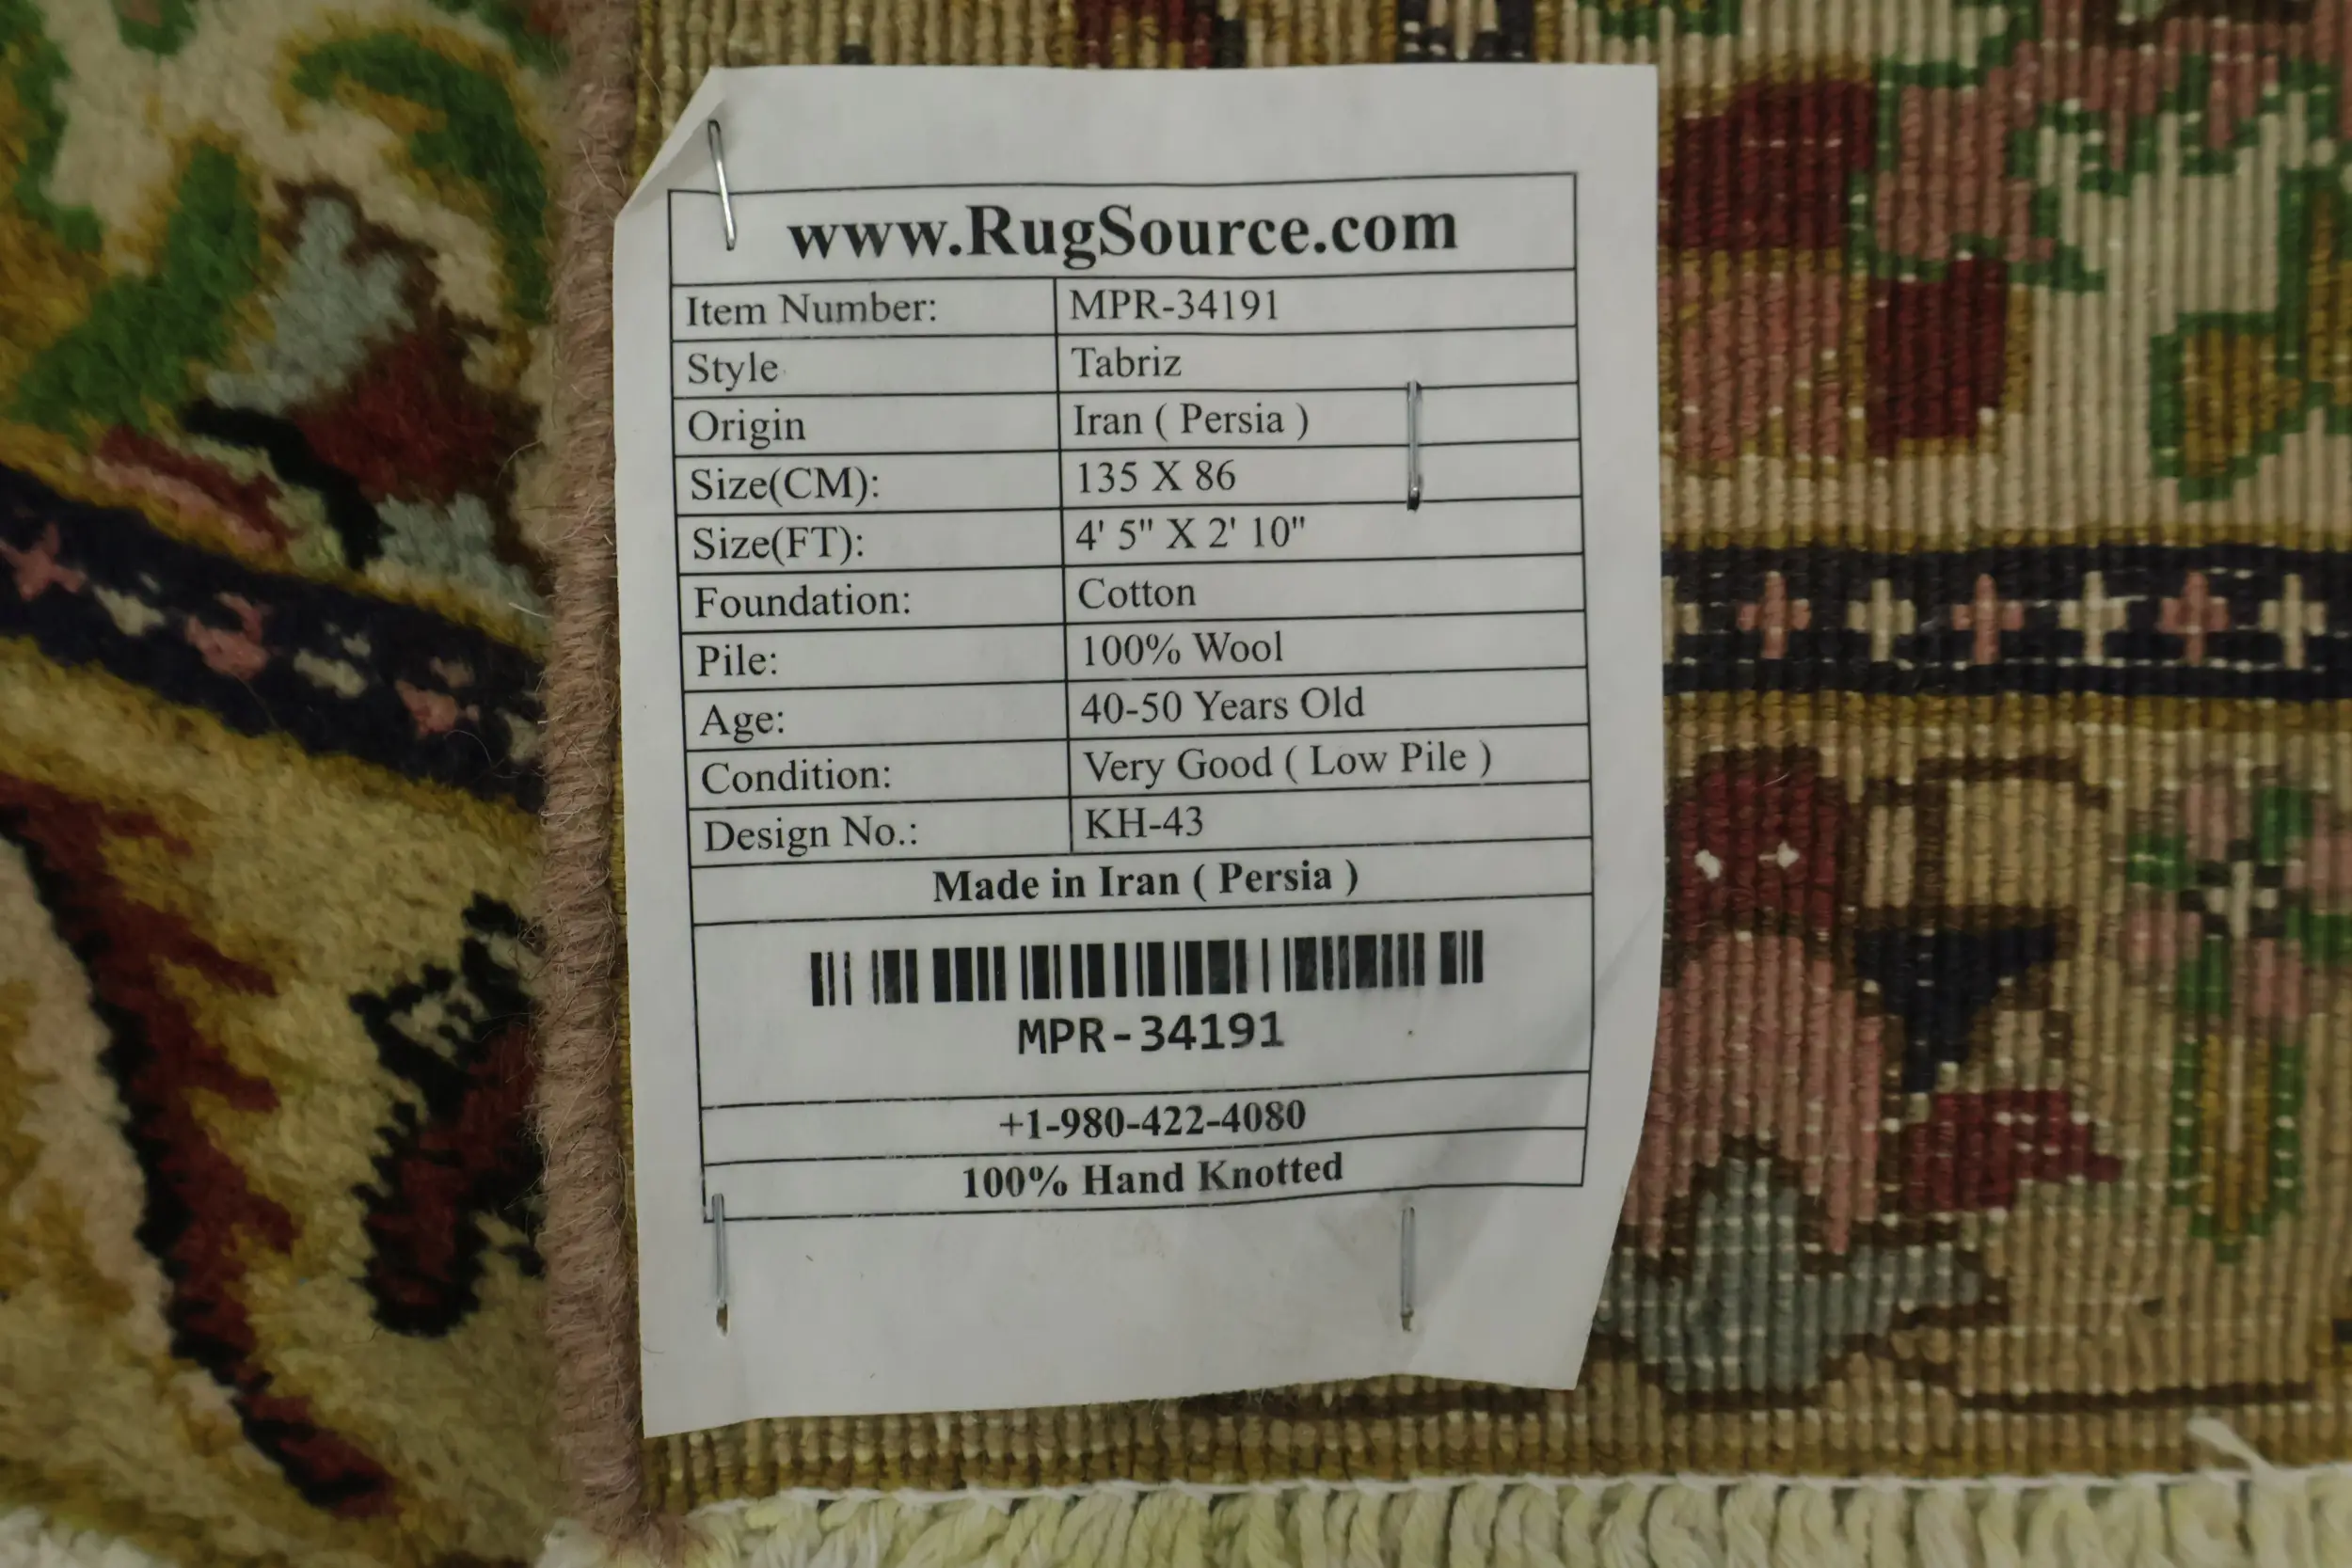 www.RugSource.com
Item Number: MPR-34191
Style Tabriz
Origin Iran ( Persia )
Size(CM): 135 X 86
Size(FT): 4' 5" X 2' 10"
Foundation: Cotton
Pile: 100% Wool
Age: 40-50 Years Old
Condition: Very Good ( Low Pile )
Design No.: KH-43
Made in Iran ( Persia )
MPR-34191
+1-980-422-4080
100% Hand Knotted